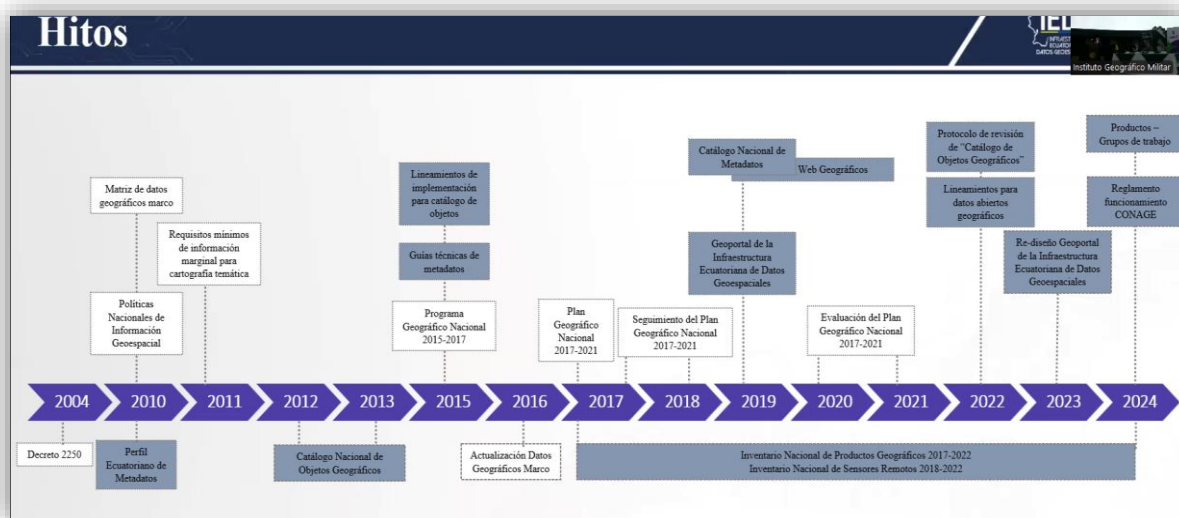 Hitos
INFRAEST
ECUATO
DATOS GEOES
Instituto Geográfico Militar
Matriz de datos
geográficos marco
Requisitos mínimos
de información
marginal para
cartografía temática
Políticas
Nacionales de
Información
Geoespacial
Lineamientos de
implementación
para catálogo de
objetos
Guías técnicas de
metadatos
Programa
Geográfico Nacional
2015-2017
Plan
Geográfico
Nacional
2017-2021
Seguimiento del Plan
Geográfico Nacional
2017-2021
Catálogo Nacional de
Metadatos
Web Geográficos
Geoportal de la
Infraestructura
Ecuatoriana de Datos
Geoespaciales
Evaluación del Plan
Geográfico Nacional
2017-2021
Protocolo de revisión
de “Catálogo de
Objetos Geográficos”
Lineamientos para
datos abiertos
geográficos
Re-diseño Geoportal
de la Infraestructura
Ecuatoriana de Datos
Geoespaciales
Productos –
Grupos de trabajo
Reglamento
funcionamiento
CONAGE
2004 2010 2011 2012 2013 2015 2016 2017 2018 2019 2020 2021 2022 2023 2024
Decreto 2250
Perfil
Ecuatoriano de
Metadatos
Catálogo Nacional de
Objetos Geográficos
Actualización Datos
Geográficos Marco
Inventario Nacional de Productos Geográficos 2017-2022
Inventario Nacional de Sensores Remotos 2018-2022